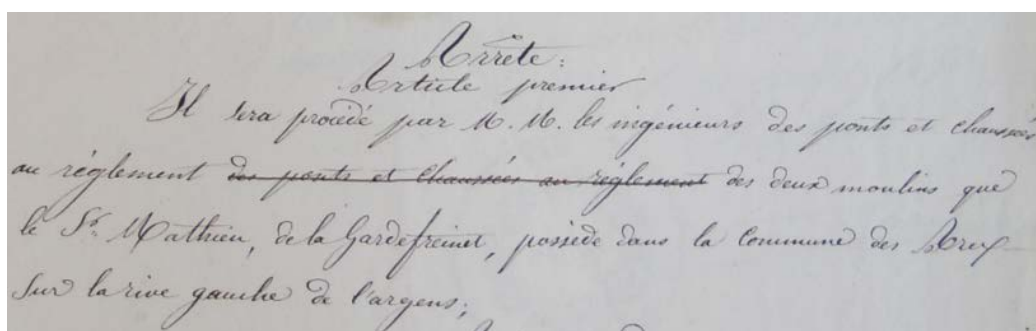 Arrête:
Article premier
Il sera procédé par M. M. les ingénieurs des ponts et chaussées
au règlement des ponts et chaussées au règlement des deux moulins que
le Sr. Mathieu, de la Gardefreinet, possède dans la Commune des Arcs
Sur la rive gauche de l'argens;